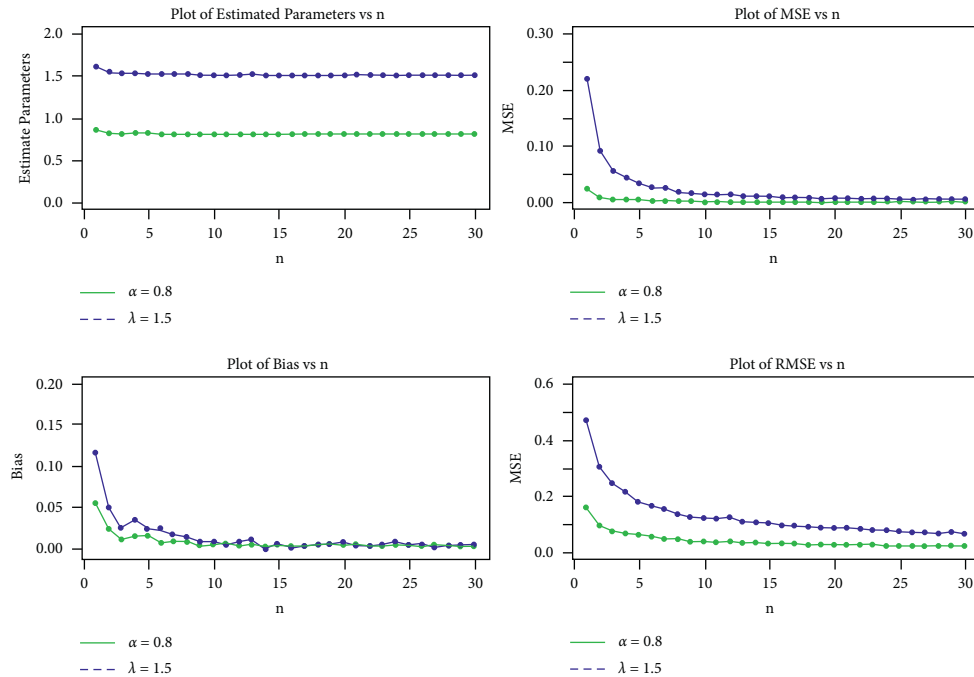 Plot of Estimated Parameters vs n
Estimate Parameters
2.0
1.5
1.0
0.5
0.0
0 5 10 15 20 25 30
n
α = 0.8
λ = 1.5
Plot of MSE vs n
MSE
0.30
0.20
0.10
0.00
0 5 10 15 20 25 30
n
α = 0.8
λ = 1.5
Plot of Bias vs n
Bias
0.20
0.15
0.10
0.05
0.00
0 5 10 15 20 25 30
n
α = 0.8
λ = 1.5
Plot of RMSE vs n
MSE
0.6
0.4
0.2
0.0
0 5 10 15 20 25 30
n
α = 0.8
λ = 1.5